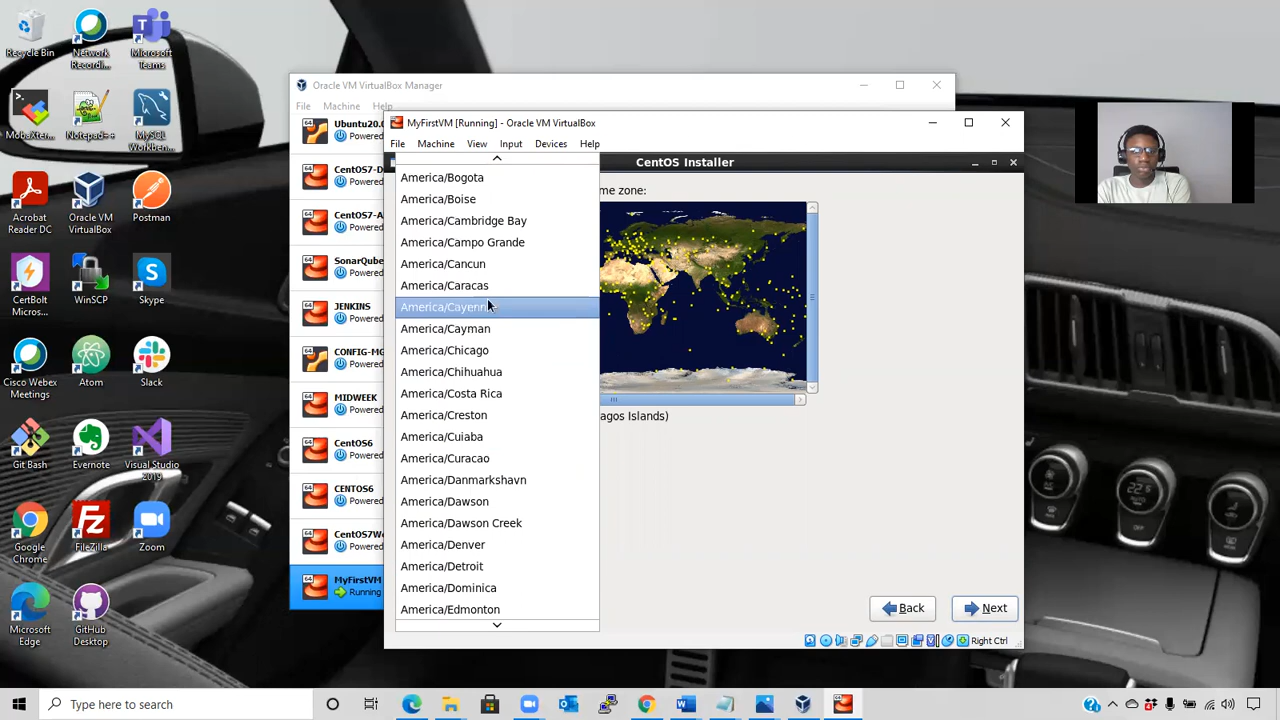 Recycle Bin
Network
Recordi...
Microsoft
Teams
MobaXter...
Notepad++
MySQL
Workben...
Acrobat
Reader DC
Oracle VM
VirtualBox
Postman
CertBolt
Micros...
WinSCP
Skype
Cisco Webex
Meetings
Atom
Slack
Git Bash
Evernote
Visual Studio
2019
Google
Chrome
FileZilla
Zoom
Microsoft
Edge
GitHub
Desktop
Oracle VM VirtualBox Manager
File Machine Help
Ubuntu20.0
Powered
CentOS7-D
Powered
CentOS7-A
Powered
SonarQube
Powered
JENKINS
Powered
CONFIG-MG
Powered
MIDWEEK
Powered
CentOS6
Powered
CENTOS6
Powered
CentOS7We
Powered
MyFirstVM
Running
MyFirstVM [Running] - Oracle VM VirtualBox
File Machine View Input Devices Help
CentOS Installer
me zone:
America/Bogota
America/Boise
America/Cambridge Bay
America/Campo Grande
America/Cancun
America/Caracas
America/Cayenn
America/Cayman
America/Chicago
America/Chihuahua
America/Costa Rica
America/Creston
America/Cuiaba
America/Curacao
America/Danmarkshavn
America/Dawson
America/Dawson Creek
America/Denver
America/Detroit
America/Dominica
America/Edmonton
agos Islands)
Back
Next
Right Ctrl
Type here to search